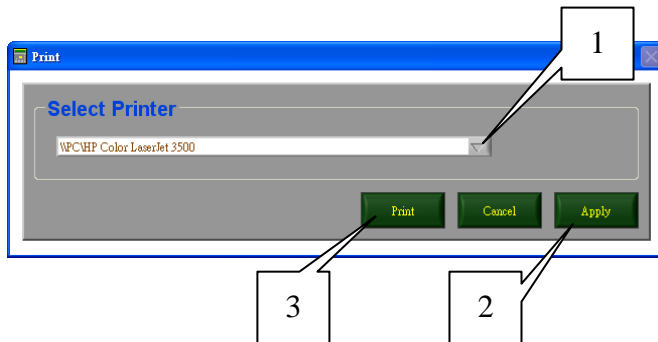 1
Print
Select Printer
\\PC\HP Color LaserJet 3500
Print Cancel Apply
3 2